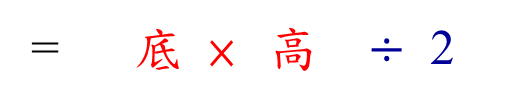 = 底 × 高 ÷ 2